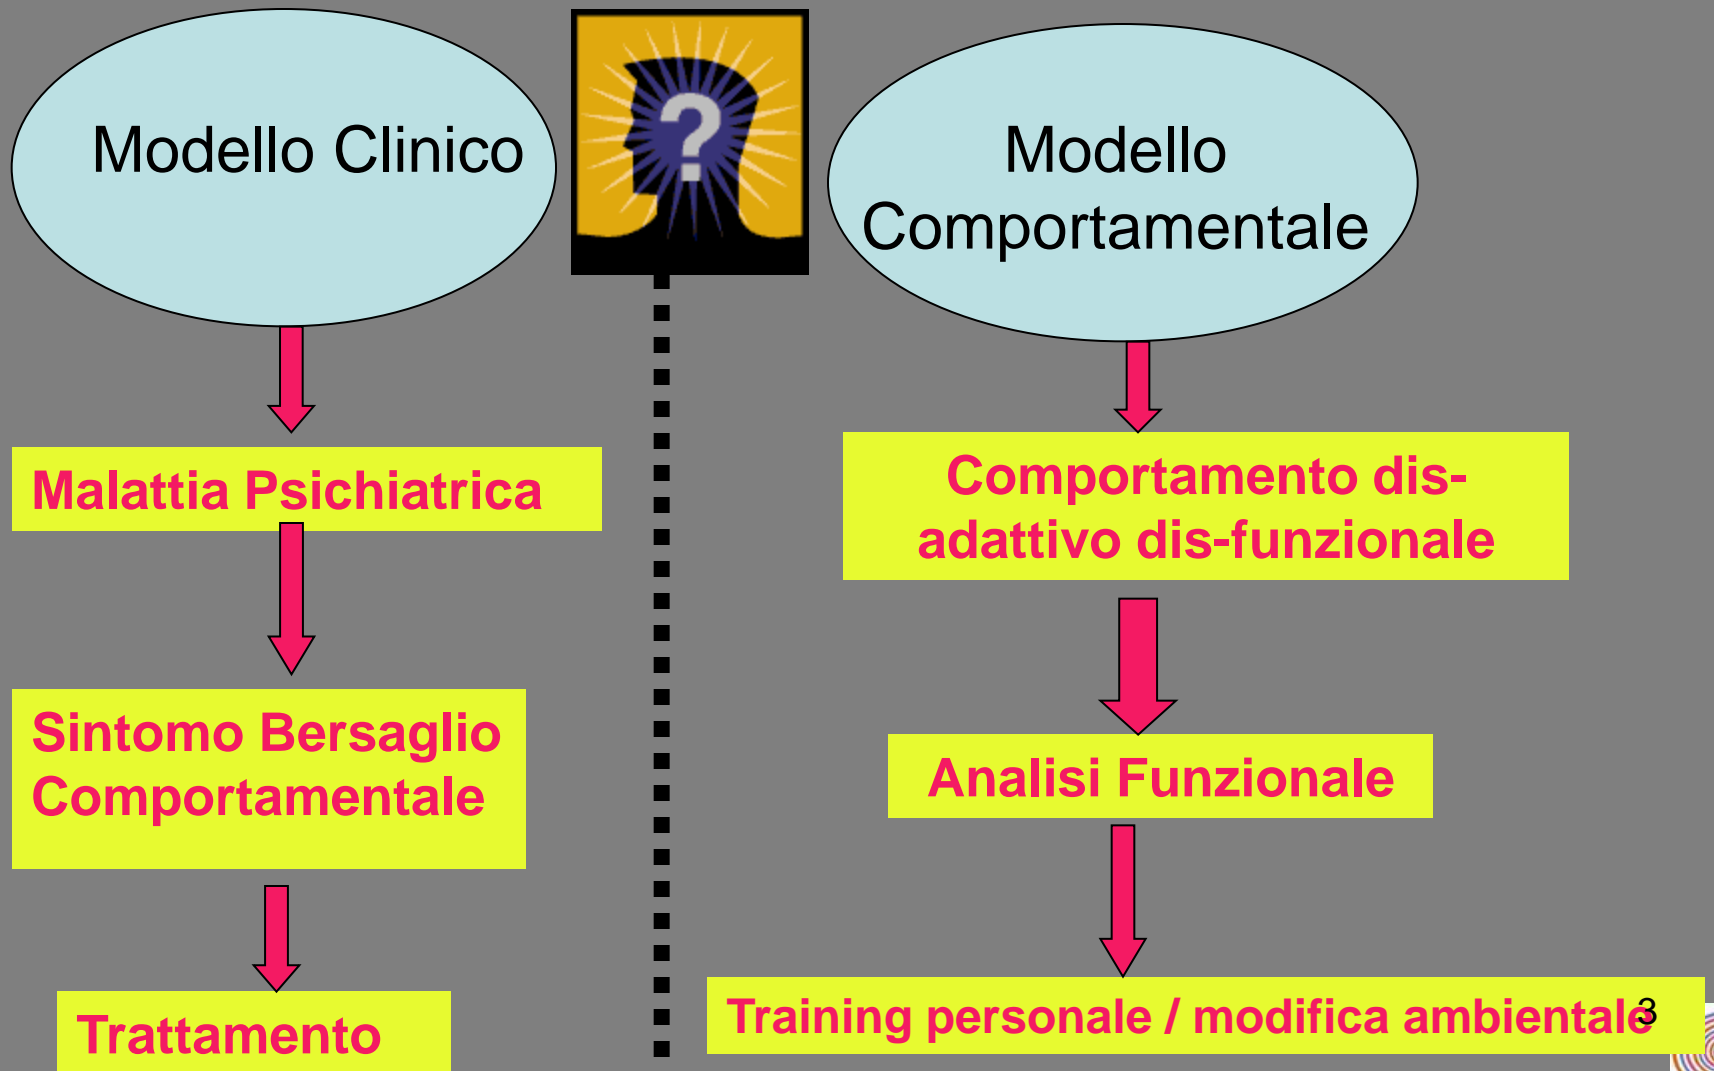 Modello Clinico
?
Modello
Comportamentale
Malattia Psichiatrica
Sintomo Bersaglio
Comportamentale
Trattamento
Comportamento dis-
adattivo dis-funzionale
Analisi Funzionale
Training personale / modifica ambientale
3